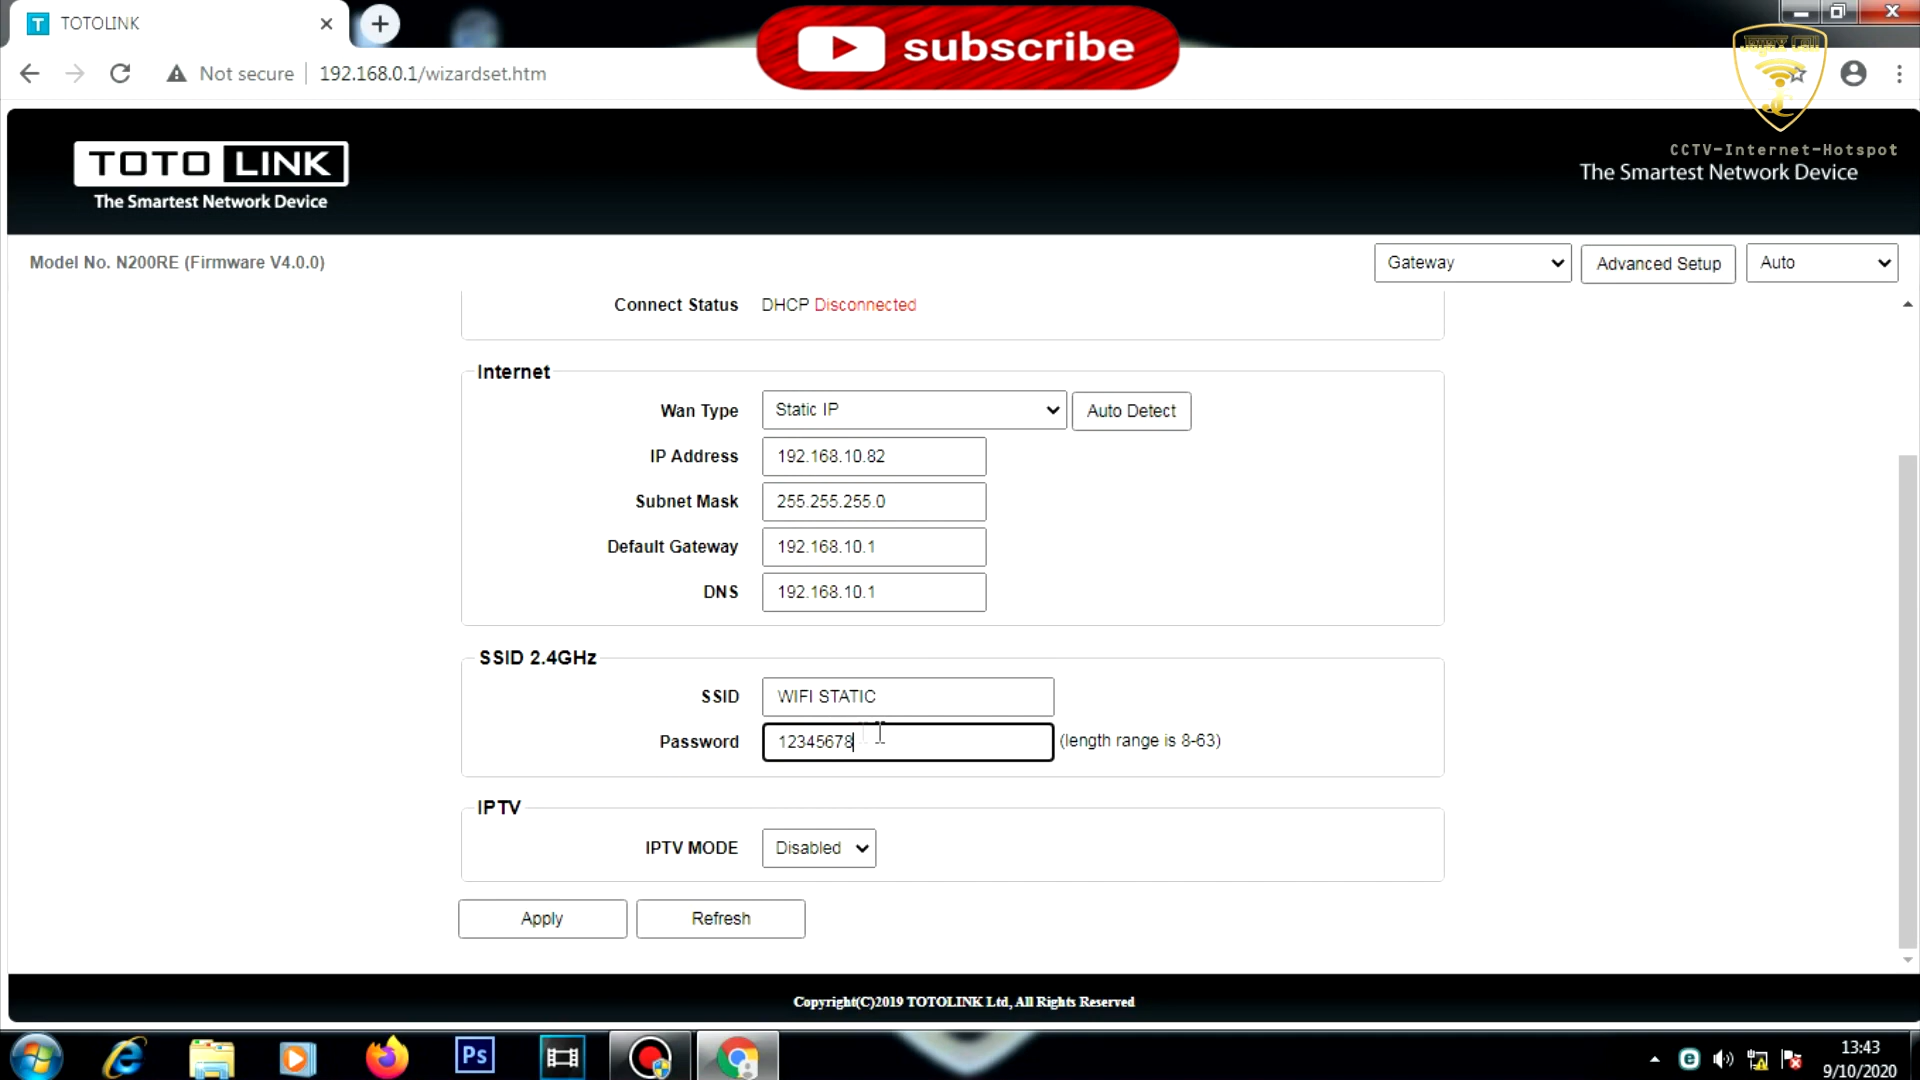 TOTOLINK
subscribe
Not secure
192.168.0.1/wizardset.htm
TOTO LINK
The Smartest Network Device
CCTV-Internet-Hotspot
The Smartest Network Device
Model No. N200RE (Firmware V4.0.0)
Gateway
Advanced Setup
Auto
Connect Status DHCP Disconnected
Internet
Wan Type Static IP Auto Detect
IP Address 192.168.10.82
Subnet Mask 255.255.255.0
Default Gateway 192.168.10.1
DNS 192.168.10.1
SSID 2.4GHz
SSID WIFI STATIC
Password 12345678 (length range is 8-63)
IPTV
IPTV MODE Disabled
Apply Refresh
Copyright(C)2019 TOTOLINK Ltd, All Rights Reserved
Ps
13:43
9/10/2020